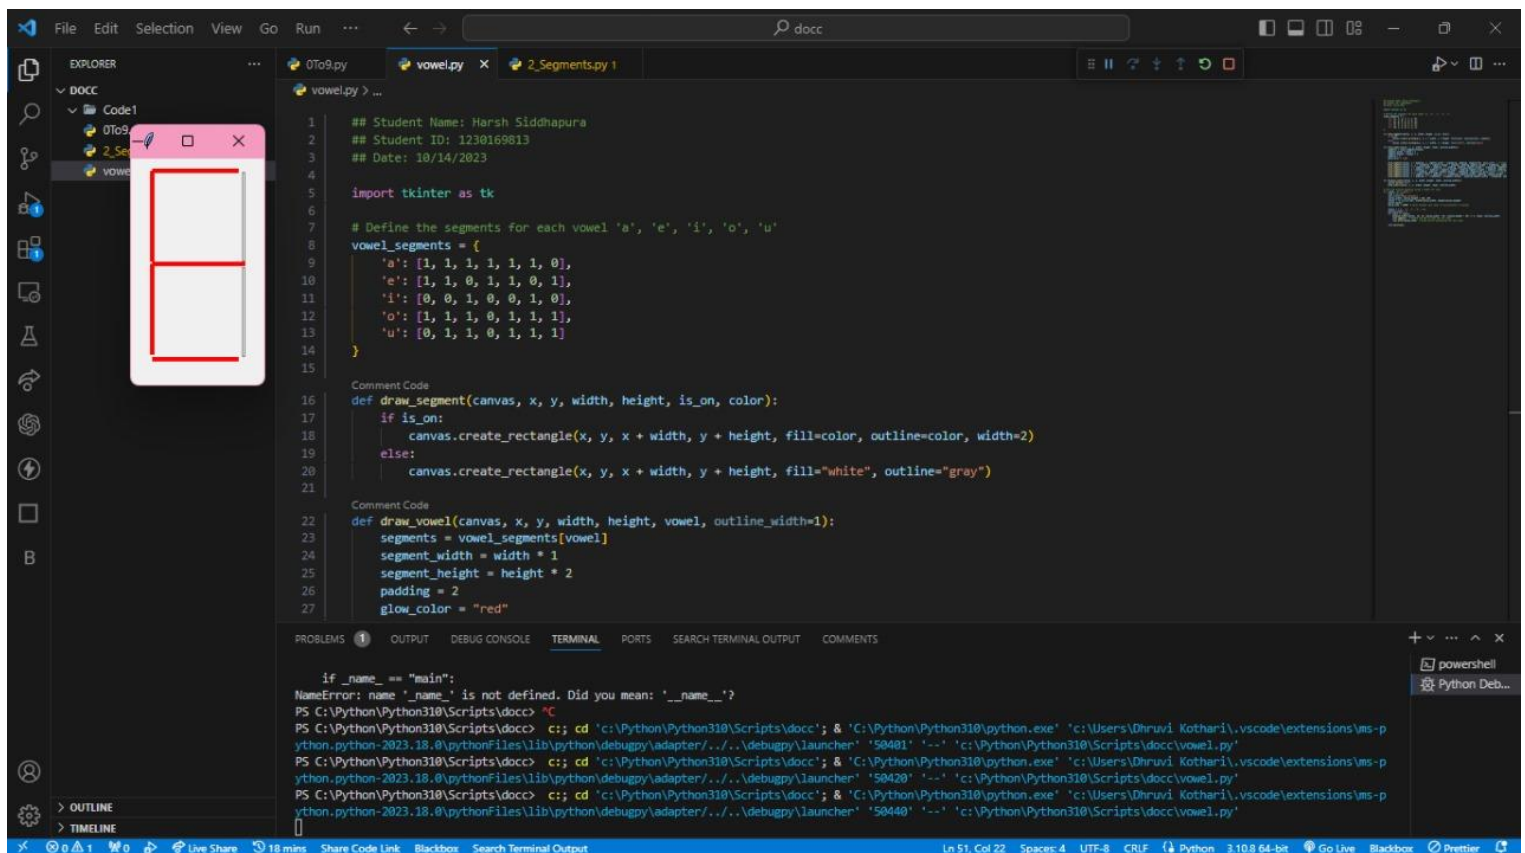 File Edit Selection View Go Run ··· docc
EXPLORER ···
DOCC
Code1
0To9.
2_Seg
vowe
0To9.py vowel.py 2_Segments.py 1
vowel.py > ...
1 ## Student Name: Harsh Siddhapura
2 ## Student ID: 1230169813
3 ## Date: 10/14/2023
4
5 import tkinter as tk
6
7 # Define the segments for each vowel 'a', 'e', 'i', 'o', 'u'
8 vowel_segments = {
9 'a': [1, 1, 1, 1, 1, 1, 0],
10 'e': [1, 1, 0, 1, 1, 0, 1],
11 'i': [0, 0, 1, 0, 0, 1, 0],
12 'o': [1, 1, 1, 0, 1, 1, 1],
13 'u': [0, 1, 1, 0, 1, 1, 1]
14 }
15
Comment Code
16 def draw_segment(canvas, x, y, width, height, is_on, color):
17 if is_on:
18 canvas.create_rectangle(x, y, x + width, y + height, fill=color, outline=color, width=2)
19 else:
20 canvas.create_rectangle(x, y, x + width, y + height, fill="white", outline="gray")
21
Comment Code
22 def draw_vowel(canvas, x, y, width, height, vowel, outline_width=1):
23 segments = vowel_segments[vowel]
24 segment_width = width * 1
25 segment_height = height * 2
26 padding = 2
27 glow_color = "red"
PROBLEMS 1 OUTPUT DEBUG CONSOLE TERMINAL PORTS SEARCH TERMINAL OUTPUT COMMENTS
powershell
Python Deb...
if _name_ == "main":
NameError: name '_name_' is not defined. Did you mean: '__name__'?
PS C:\Python\Python310\Scripts\docc> ^C
PS C:\Python\Python310\Scripts\docc> c:; cd 'c:\Python\Python310\Scripts\docc'; & 'C:\Python\Python310\python.exe' 'c:\Users\Dhruvi Kothari\.vscode\extensions\ms-p
ython.python-2023.18.0\pythonFiles\lib\python\debugpy\adapter/../..\debugpy\launcher' '50401' '--' 'c:\Python\Python310\Scripts\docc\vowel.py'
PS C:\Python\Python310\Scripts\docc> c:; cd 'c:\Python\Python310\Scripts\docc'; & 'C:\Python\Python310\python.exe' 'c:\Users\Dhruvi Kothari\.vscode\extensions\ms-p
ython.python-2023.18.0\pythonFiles\lib\python\debugpy\adapter/../..\debugpy\launcher' '50420' '--' 'c:\Python\Python310\Scripts\docc\vowel.py'
PS C:\Python\Python310\Scripts\docc> c:; cd 'c:\Python\Python310\Scripts\docc'; & 'C:\Python\Python310\python.exe' 'c:\Users\Dhruvi Kothari\.vscode\extensions\ms-p
ython.python-2023.18.0\pythonFiles\lib\python\debugpy\adapter/../..\debugpy\launcher' '50440' '--' 'c:\Python\Python310\Scripts\docc\vowel.py'
B
OUTLINE
TIMELINE
0 1 0 Live Share 18 mins Share Code Link Blackbox Search Terminal Output Ln 51, Col 22 Spaces: 4 UTF-8 CRLF Python 3.10.8 64-bit Go Live Blackbox Prettier